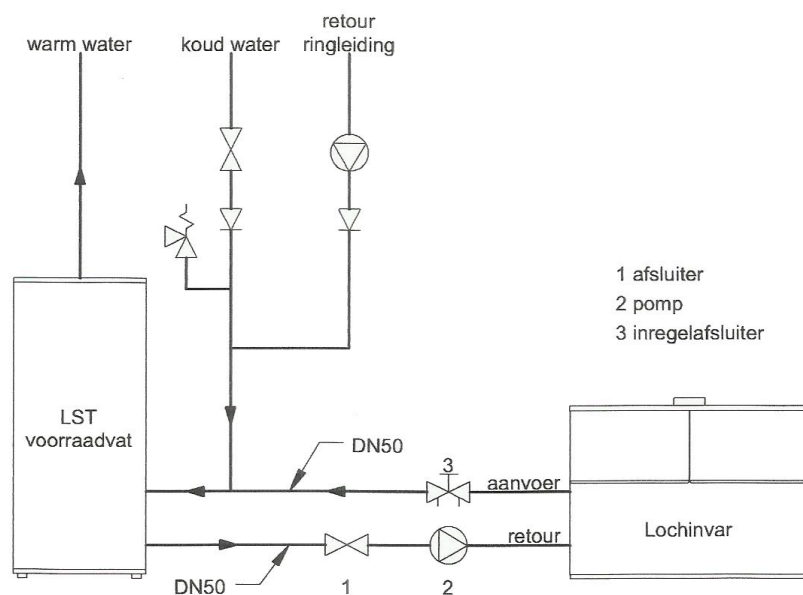 warm water
koud water
retour
ringleiding
1 afsluiter
2 pomp
3 inregelafsluiter
LST
voorraadvat
DN50
3
aanvoer
retour
Lochinvar
DN50
1
2